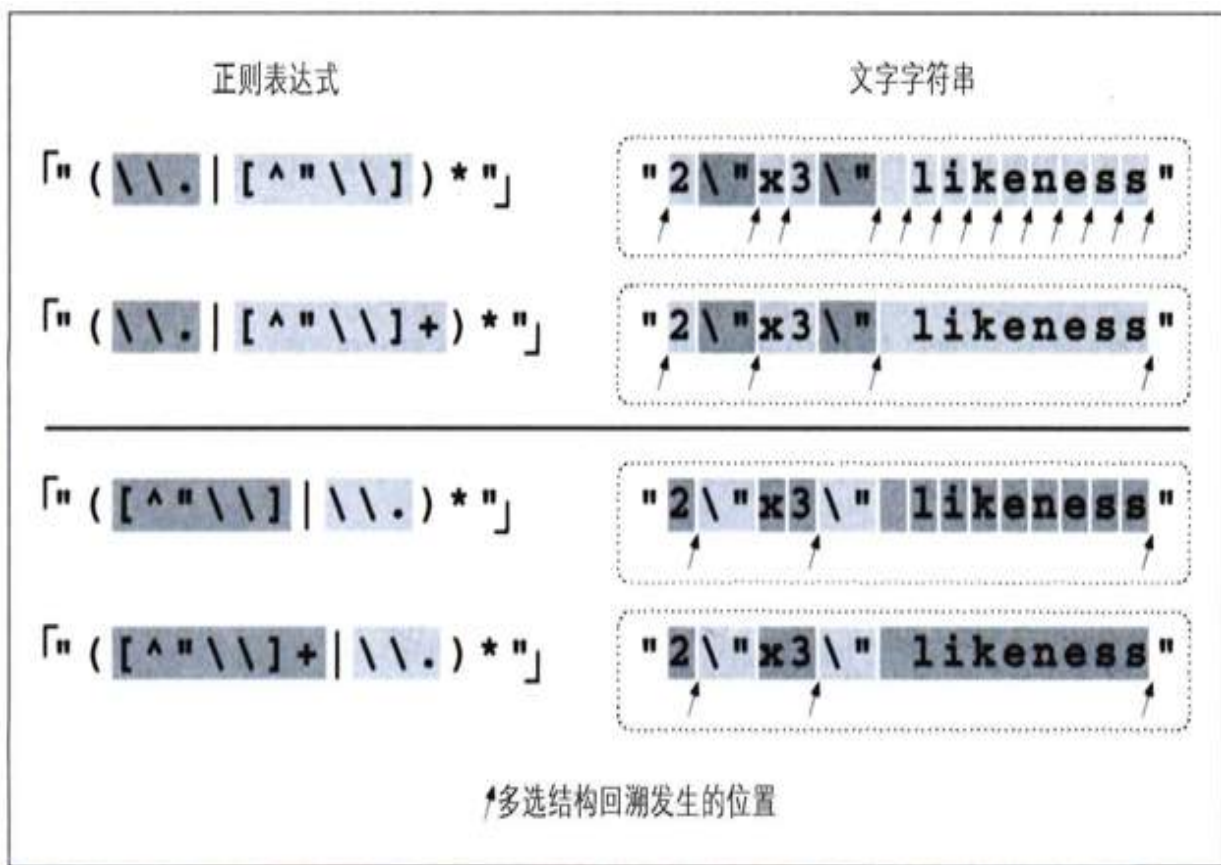 正则表达式 文字字符串
「"(\\.|[^"\\])*"」 "2\"x3\" likeness"
「"(\\.|[^"\\]+)*"」 "2\"x3\" likeness"
「"([^"\\]|\\.)*"」 "2\"x3\" likeness"
「"([^"\\]+|\\.)*"」 "2\"x3\" likeness"
多选结构回溯发生的位置